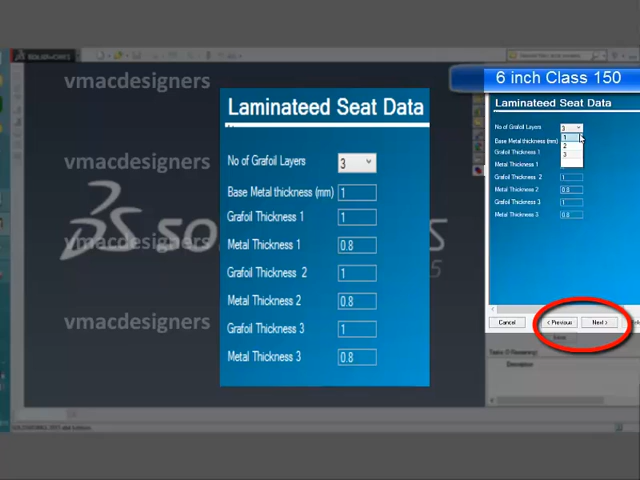 vmacdesigners
vmacdesigners
vmacdesigners
vmacdesigners
Laminateed Seat Data
No of Grafoil Layers 3
Base Metal thickness (mm) 1
Grafoil Thickness 1 1
Metal Thickness 1 0.8
Grafoil Thickness 2 1
Metal Thickness 2 0.8
Grafoil Thickness 3 1
Metal Thickness 3 0.8
6 inch Class 150
Laminateed Seat Data
No of Grafoil Layers 3
1
Base Metal thickness (mm)
2
Grafoil Thickness 1
3
Metal Thickness 1
Grafoil Thickness 2 1
Metal Thickness 2 0.8
Grafoil Thickness 3 1
Metal Thickness 3 0.8
Cancel < Previous Next >